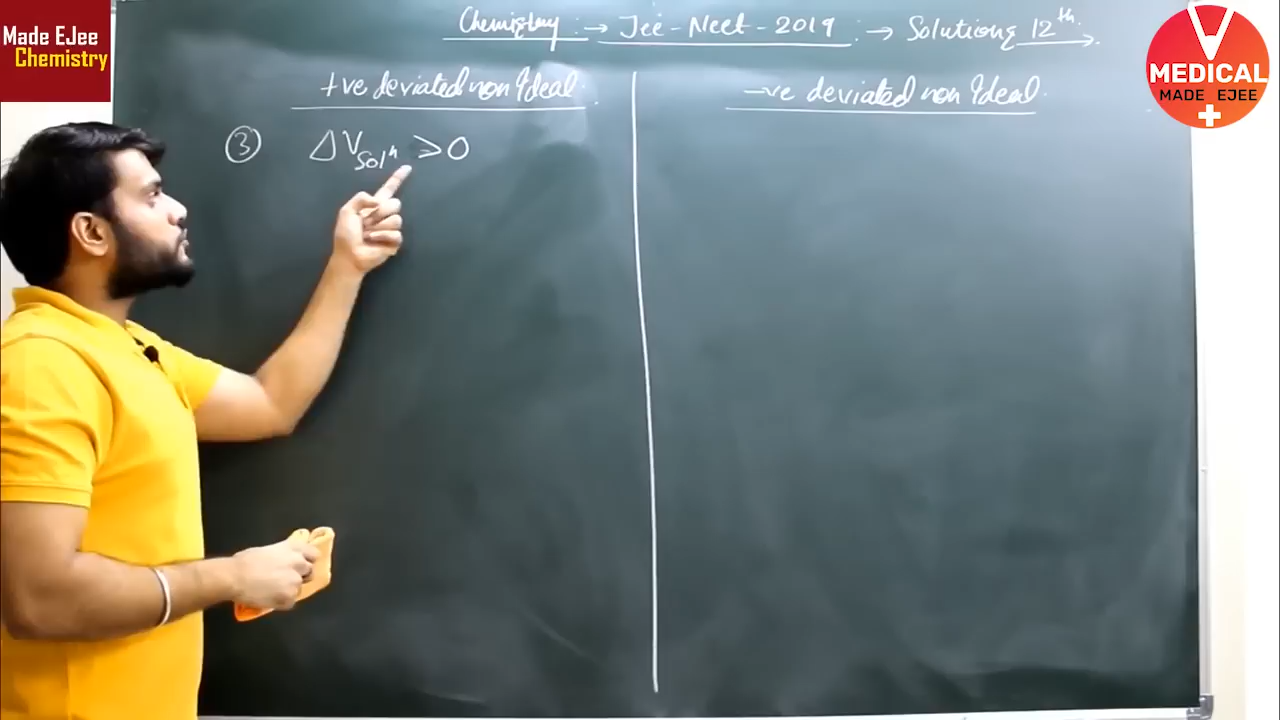 Made EJee
Chemistry
Chemistry :→ Jee-Neet-2019 → Solutions 12th
MEDICAL
MADE EJEE
+ve deviated non Ideal
-ve deviated non Ideal
③ ΔVSolⁿ >0